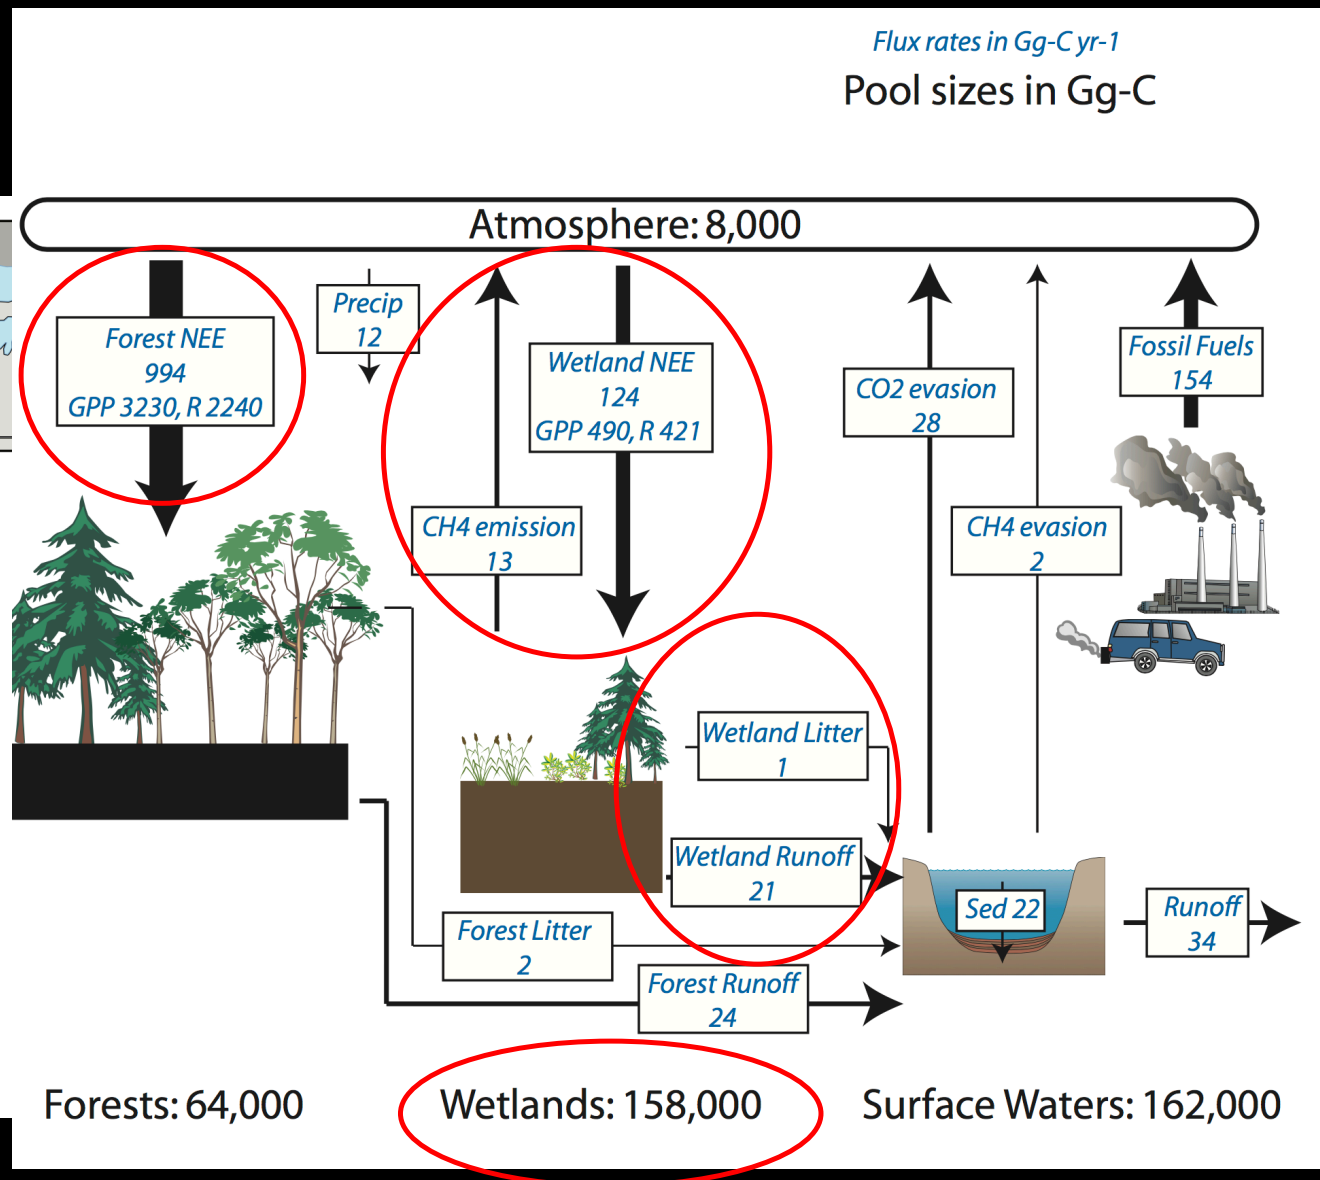 Flux rates in Gg-C yr-1
Pool sizes in Gg-C
Atmosphere: 8,000
Forest NEE
994
GPP 3230, R 2240
Precip
12
Wetland NEE
124
GPP 490, R 421
CH4 emission
13
CO2 evasion
28
CH4 evasion
2
Fossil Fuels
154
Wetland Litter
1
Wetland Runoff
21
Forest Litter
2
Forest Runoff
24
Sed 22
Runoff
34
Forests: 64,000
Wetlands: 158,000
Surface Waters: 162,000